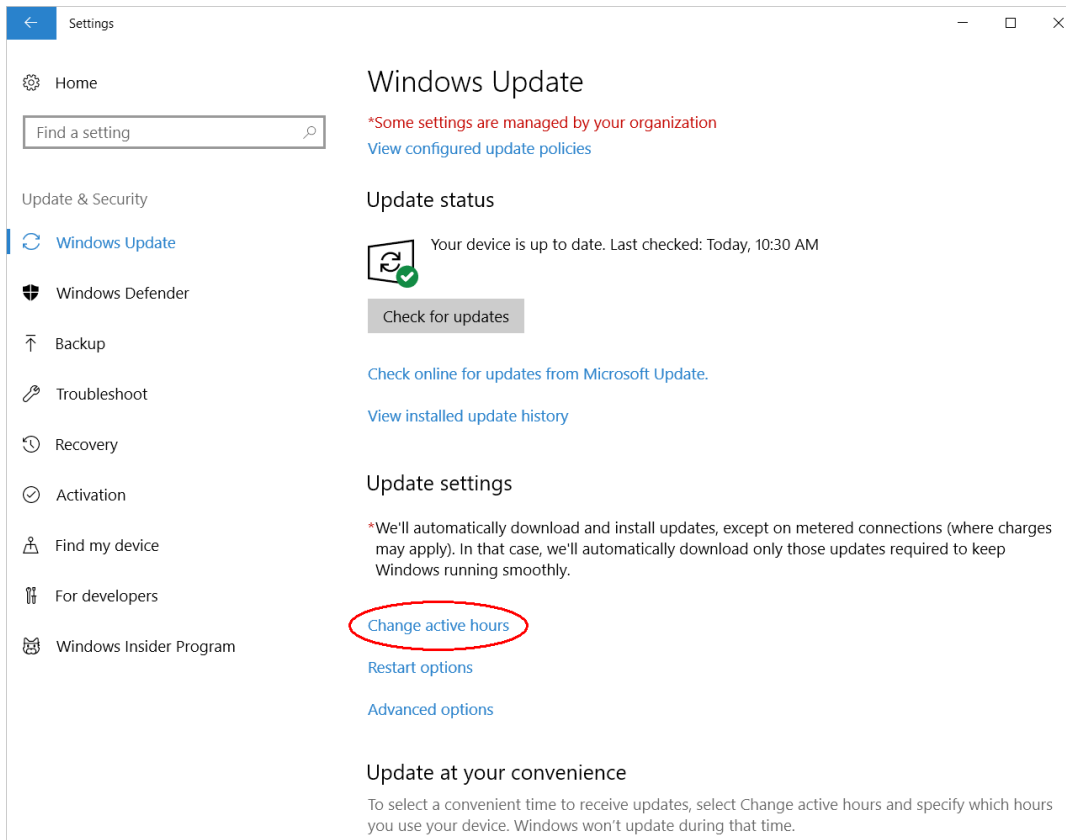 Settings
Home
Find a setting
Update & Security
Windows Update
Windows Defender
Backup
Troubleshoot
Recovery
Activation
Find my device
For developers
Windows Insider Program
Windows Update
*Some settings are managed by your organization
View configured update policies
Update status
Your device is up to date. Last checked: Today, 10:30 AM
Check for updates
Check online for updates from Microsoft Update.
View installed update history
Update settings
*We'll automatically download and install updates, except on metered connections (where charges
may apply). In that case, we'll automatically download only those updates required to keep
Windows running smoothly.
Change active hours
Restart options
Advanced options
Update at your convenience
To select a convenient time to receive updates, select Change active hours and specify which hours
you use your device. Windows won't update during that time.